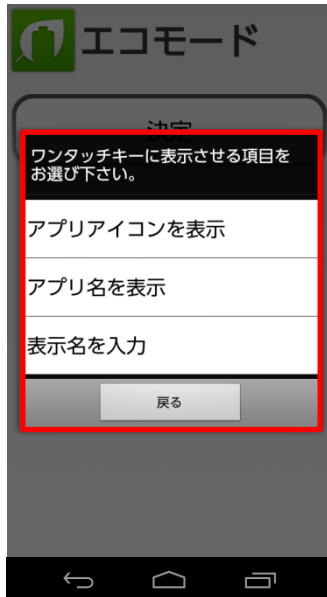 エコモード
決定
ワンタッチキーに表示させる項目を
お選び下さい。
アプリアイコンを表示
アプリ名を表示
表示名を入力
戻る